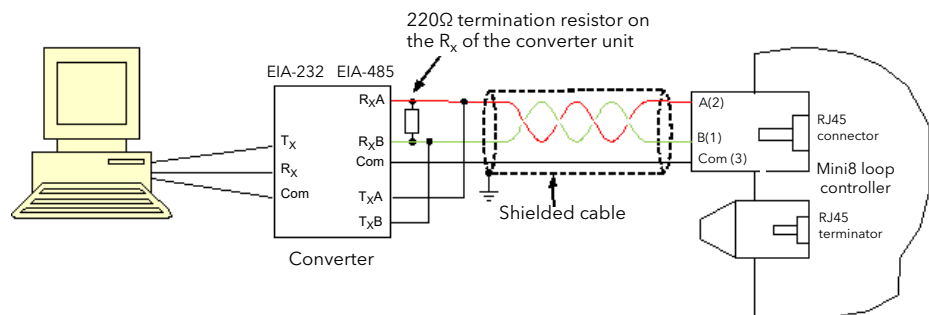 220Ω termination resistor on
the Rx of the converter unit
EIA-232 EIA-485
RxA
RxB
Com
TxA
TxB
Tx
Rx
Com
Converter
Shielded cable
A(2)
B(1)
Com (3)
RJ45
connector
Mini8 loop
controller
RJ45
terminator